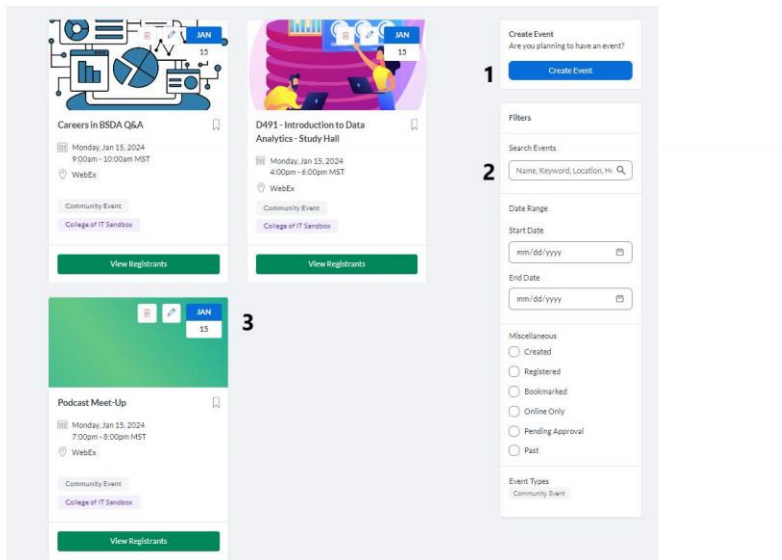 JAN
15
Careers in BSDA Q&A
Monday, Jan 15, 2024
9:00am - 10:00am MST
WebEx
Community Event
College of IT Sandbox
View Registrants
JAN
15
D491 - Introduction to Data
Analytics - Study Hall
Monday, Jan 15, 2024
4:00pm - 6:00pm MST
WebEx
Community Event
College of IT Sandbox
View Registrants
3
JAN
15
Podcast Meet-Up
Monday, Jan 15, 2024
7:00pm - 8:00pm MST
WebEx
Community Event
College of IT Sandbox
View Registrants
Create Event
Are you planning to have an event?
1
Create Event
Filters
Search Events
2
Name, Keyword, Location, H
Date Range
Start Date
mm/dd/yyyy
End Date
mm/dd/yyyy
Miscellaneous
Created
Registered
Bookmarked
Online Only
Pending Approval
Past
Event Types
Community Event